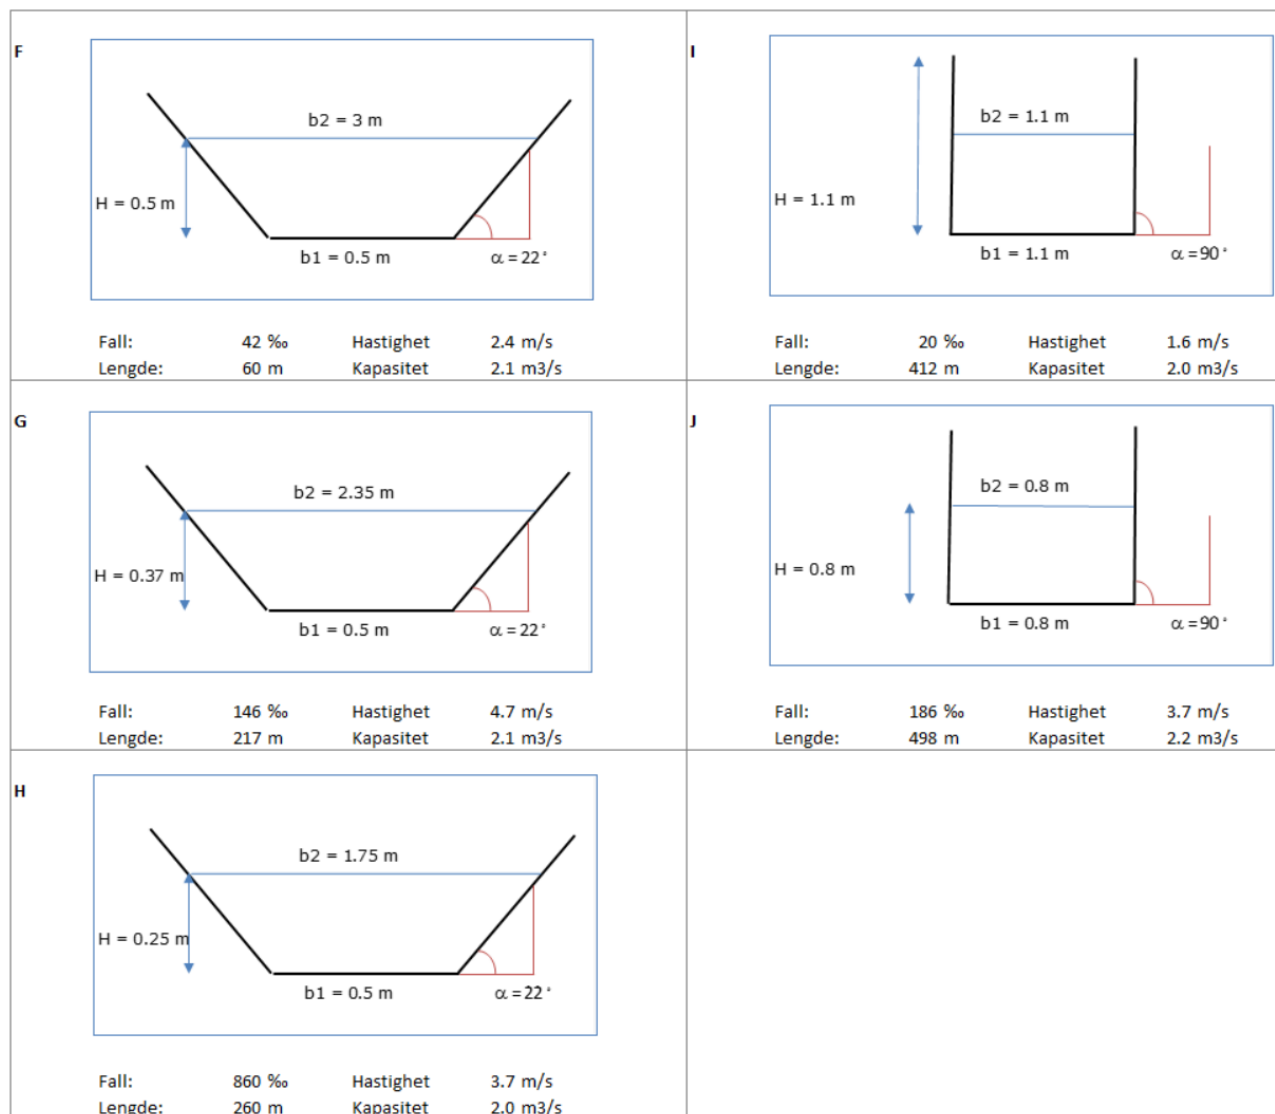 F
b2 = 3 m
H = 0.5 m
b1 = 0.5 m
α = 22°
Fall: 42 ‰ Hastighet 2.4 m/s
Lengde: 60 m Kapasitet 2.1 m3/s
I
b2 = 1.1 m
H = 1.1 m
b1 = 1.1 m
α = 90°
Fall: 20 ‰ Hastighet 1.6 m/s
Lengde: 412 m Kapasitet 2.0 m3/s
G
b2 = 2.35 m
H = 0.37 m
b1 = 0.5 m
α = 22°
Fall: 146 ‰ Hastighet 4.7 m/s
Lengde: 217 m Kapasitet 2.1 m3/s
J
b2 = 0.8 m
H = 0.8 m
b1 = 0.8 m
α = 90°
Fall: 186 ‰ Hastighet 3.7 m/s
Lengde: 498 m Kapasitet 2.2 m3/s
H
b2 = 1.75 m
H = 0.25 m
b1 = 0.5 m
α = 22°
Fall: 860 ‰ Hastighet 3.7 m/s
Lengde: 260 m Kapasitet 2.0 m3/s